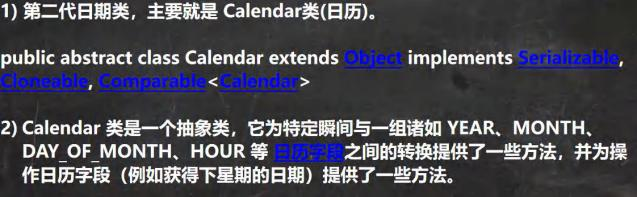 1) 第二代日期类，主要就是 Calendar类(日历)。
public abstract class Calendar extends Object implements Serializable,
Cloneable, Comparable<Calendar>
2) Calendar 类是一个抽象类，它为特定瞬间与一组诸如 YEAR、MONTH、
DAY_OF_MONTH、HOUR 等 日历字段之间的转换提供了一些方法，并为操
作日历字段（例如获得下星期的日期）提供了一些方法。